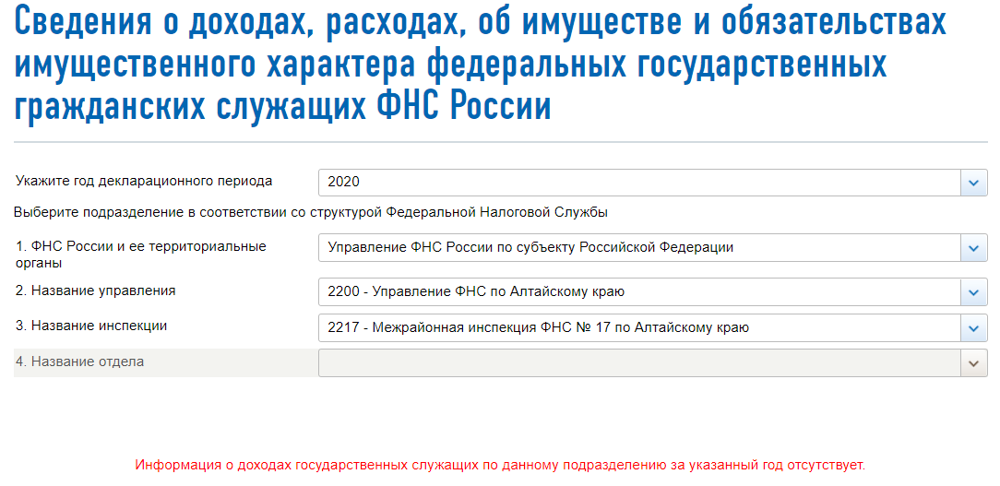 Сведения о доходах, расходах, об имуществе и обязательствах
имущественного характера федеральных государственных
гражданских служащих ФНС России
Укажите год декларационного периода
2020
Выберите подразделение в соответствии со структурой Федеральной Налоговой Службы
1. ФНС России и ее территориальные
органы
Управление ФНС России по субъекту Российской Федерации
2. Название управления
2200 - Управление ФНС по Алтайскому краю
3. Название инспекции
2217 - Межрайонная инспекция ФНС № 17 по Алтайскому краю
4. Название отдела
Информация о доходах государственных служащих по данному подразделению за указанный год отсутствует.